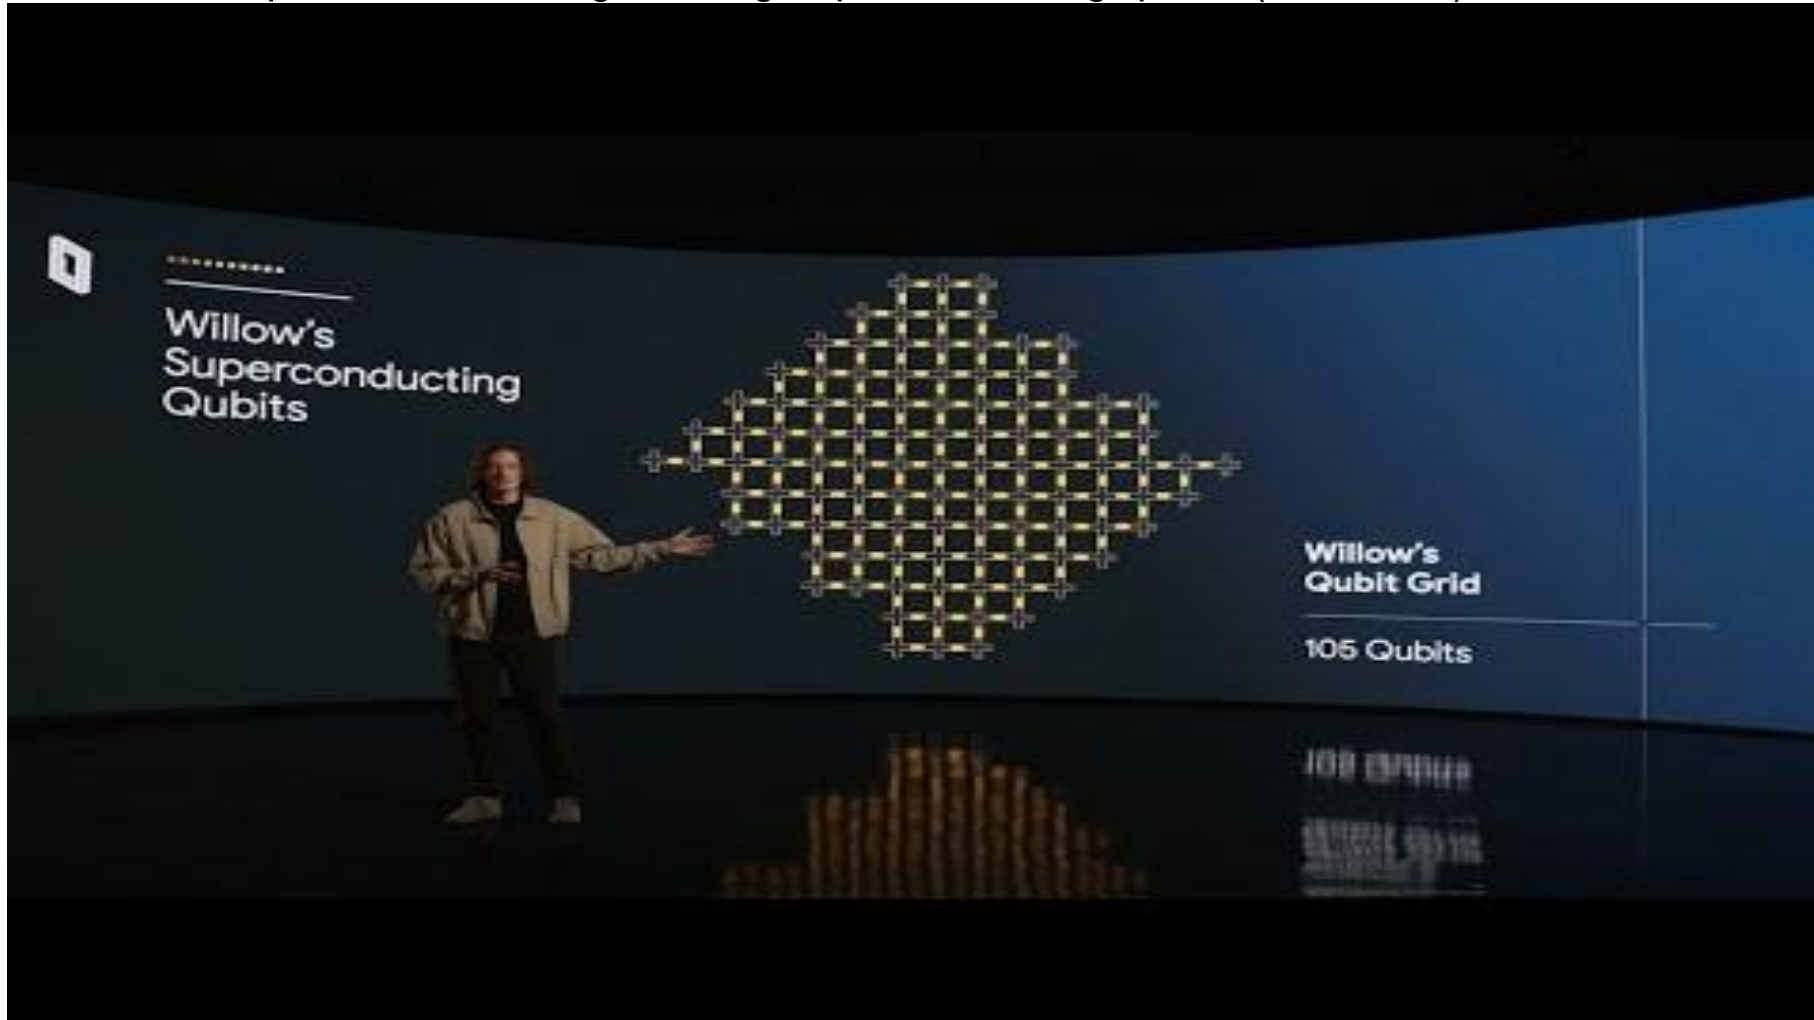 Willow's
Superconducting
Qubits
Willow's
Qubit Grid
105 Qubits